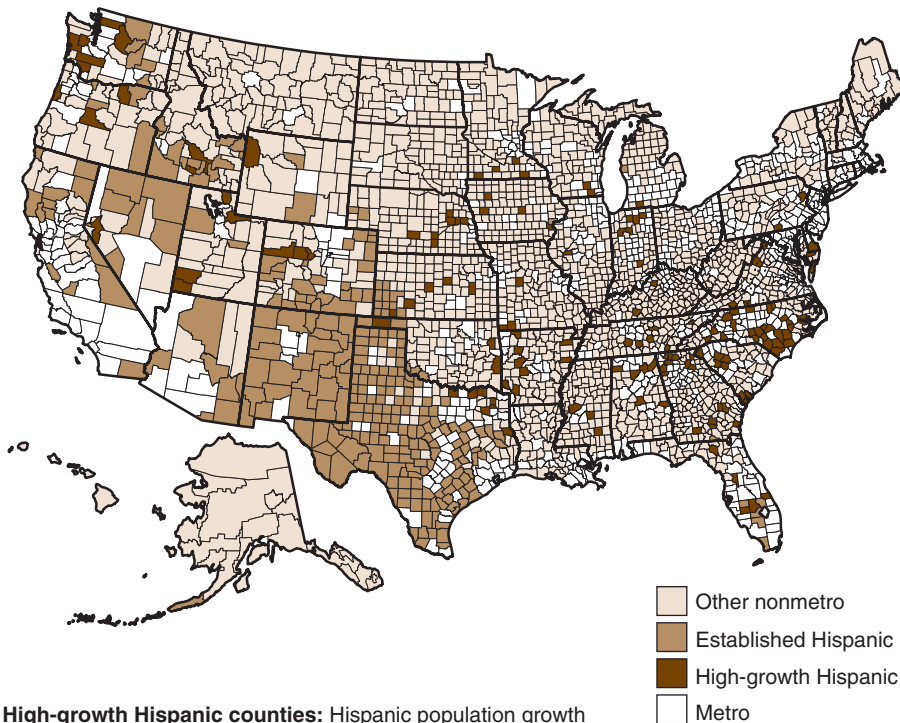 Other nonmetro
Established Hispanic
High-growth Hispanic
Metro
High-growth Hispanic counties: Hispanic population growth